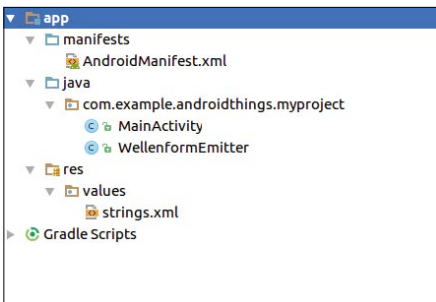 app
manifests
AndroidManifest.xml
java
com.example.androidthings.myproject
MainActivity
WellenformEmitter
res
values
strings.xml
Gradle Scripts